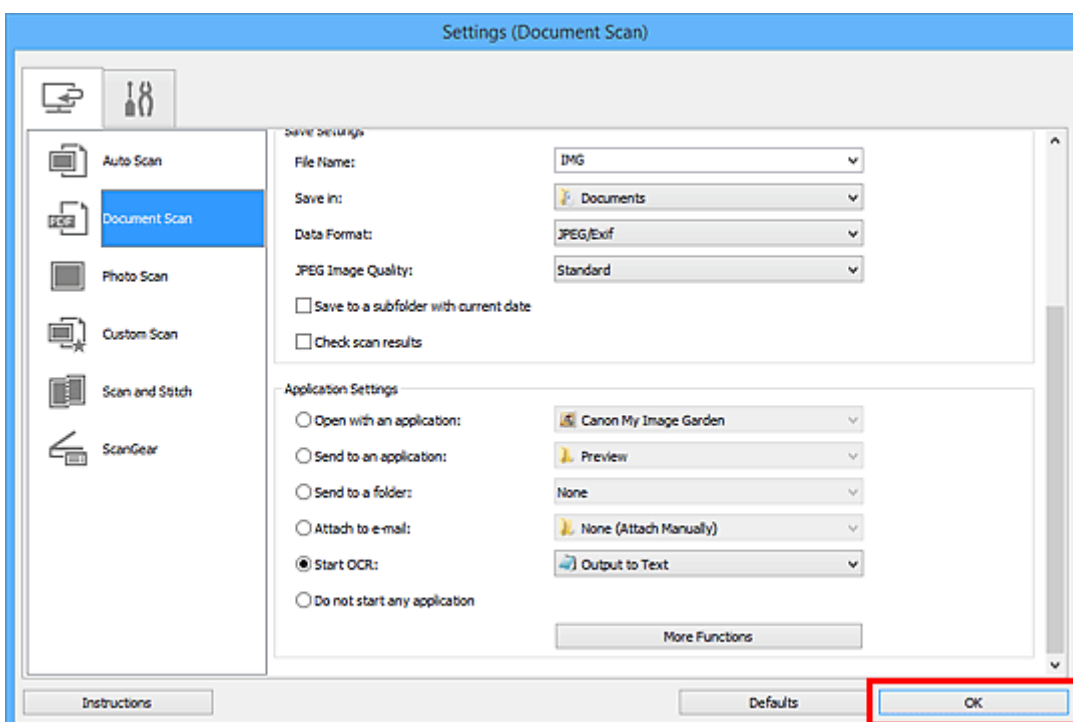 Settings (Document Scan)
Auto Scan
PDF
Document Scan
Photo Scan
Custom Scan
Scan and Stitch
ScanGear
Save Settings
File Name: IMG
Save in: Documents
Data Format: JPEG/Exif
JPEG Image Quality: Standard
Save to a subfolder with current date
Check scan results
Application Settings
Open with an application: Canon My Image Garden
Send to an application: Preview
Send to a folder: None
Attach to e-mail: None (Attach Manually)
Start OCR: Output to Text
Do not start any application
More Functions
Instructions Defaults OK